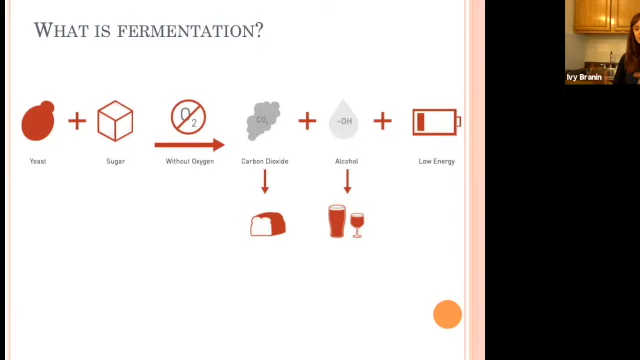 WHAT IS FERMENTATION?
O2
CO2
-OH
Yeast
Sugar
Without Oxygen
Carbon Dioxide
Alcohol
Low Energy
Ivy Branin